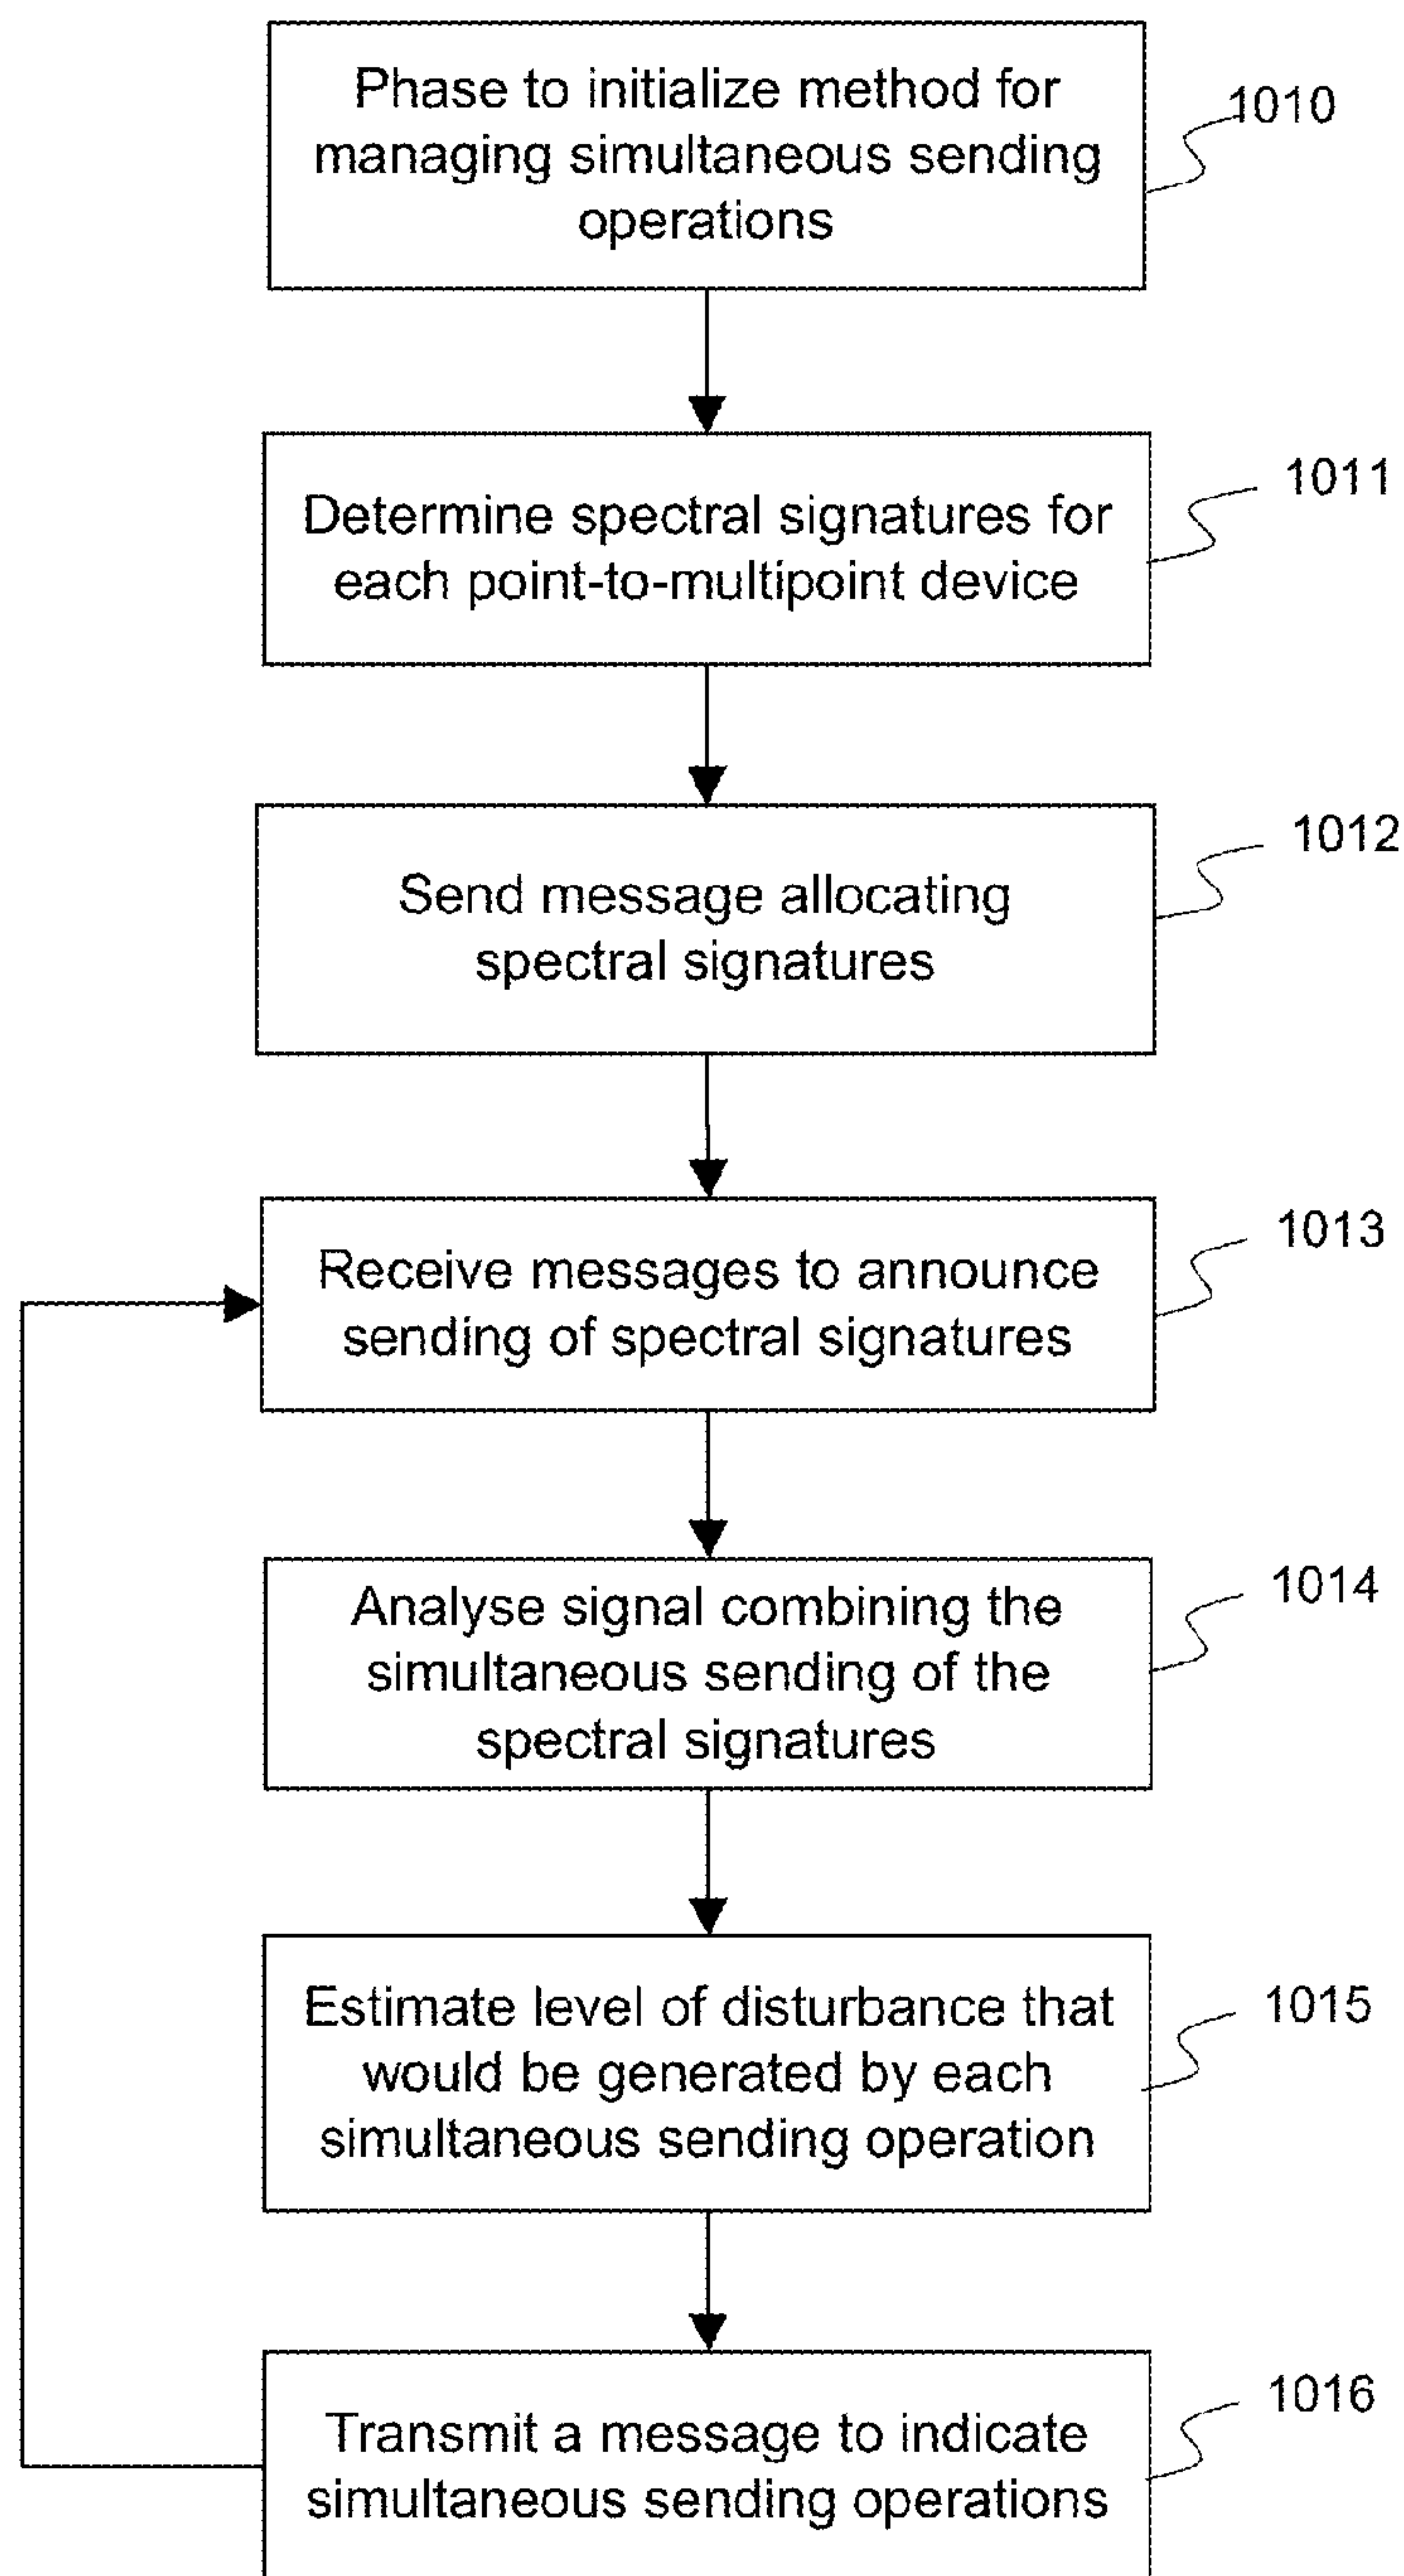 Phase to initialize method for
managing simultaneous sending
operations
1010
Determine spectral signatures for
each point-to-multipoint device
1011
Send message allocating
spectral signatures
1012
Receive messages to announce
sending of spectral signatures
1013
Analyse signal combining the
simultaneous sending of the
spectral signatures
1014
Estimate level of disturbance that
would be generated by each
simultaneous sending operation
1015
Transmit a message to indicate
simultaneous sending operations
1016